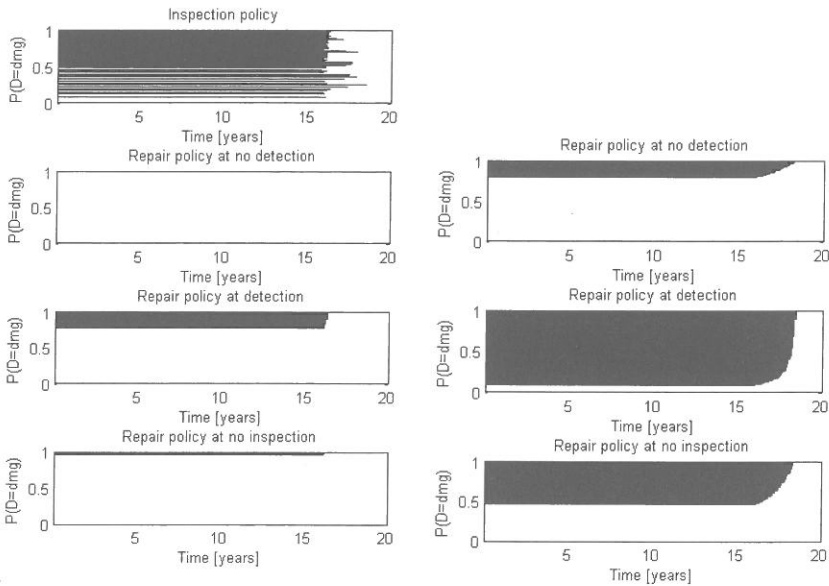 Inspection policy
1
0.5
0
P(D=dmg)
5 10 15 20
Time [years]
Repair policy at no detection
1
0.5
0
P(D=dmg)
5 10 15 20
Time [years]
Repair policy at detection
1
0.5
0
P(D=dmg)
5 10 15 20
Time [years]
Repair policy at no inspection
1
0.5
0
P(D=dmg)
5 10 15 20
Time [years]
Repair policy at no detection
1
0.5
0
P(D=dmg)
5 10 15 20
Time [years]
Repair policy at detection
1
0.5
0
P(D=dmg)
5 10 15 20
Time [years]
Repair policy at no inspection
1
0.5
0
P(D=dmg)
5 10 15 20
Time [years]